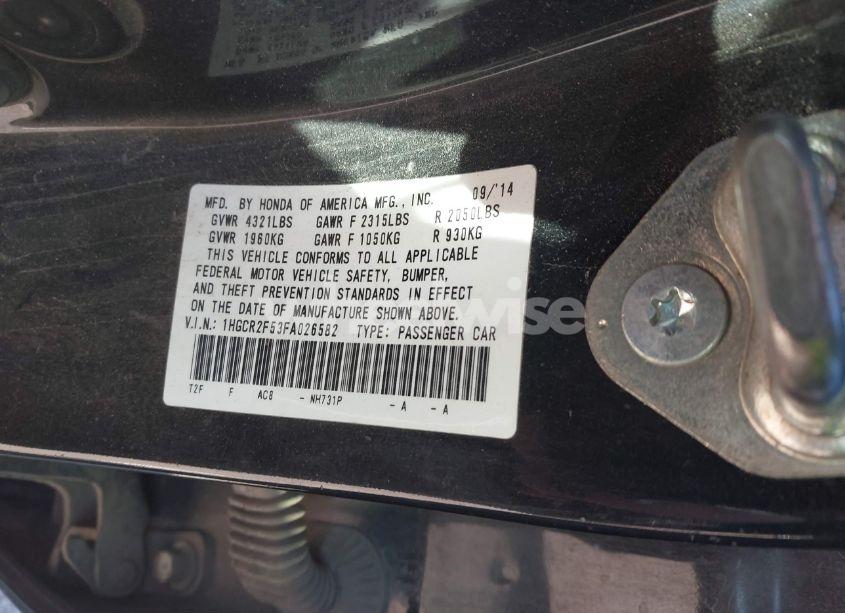 MFD. BY HONDA OF AMERICA MFG., INC. 09/'14
GVWR 4321LBS GAWR F 2315LBS R 2050LBS
GVWR 1960KG GAWR F 1050KG R 930KG
THIS VEHICLE CONFORMS TO ALL APPLICABLE
FEDERAL MOTOR VEHICLE SAFETY, BUMPER,
AND THEFT PREVENTION STANDARDS IN EFFECT
ON THE DATE OF MANUFACTURE SHOWN ABOVE.
V.I.N.: 1HGCR2F53FA026582 TYPE: PASSENGER CAR
T2F F AC8 - NH731P - A - A